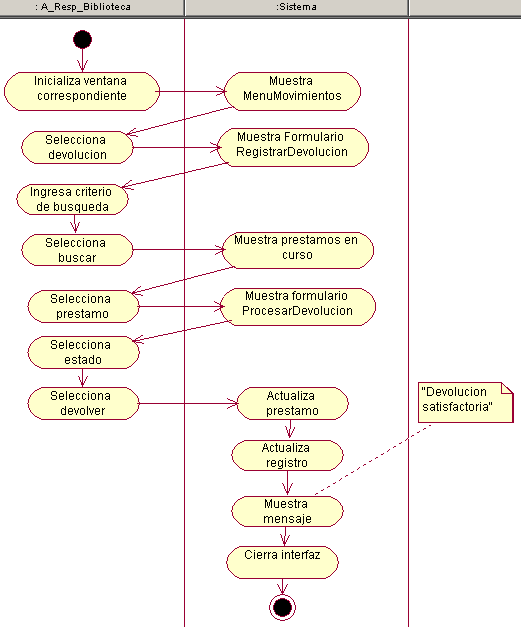 : A_Resp_Biblioteca
:Sistema
Inicializa ventana
correspondiente
Muestra
MenuMovimientos
Selecciona
devolucion
Muestra Formulario
RegistrarDevolucion
Ingresa criterio
de busqueda
Selecciona
buscar
Muestra prestamos en
curso
Selecciona
prestamo
Muestra formulario
ProcesarDevolucion
Selecciona
estado
Selecciona
devolver
Actualiza
prestamo
"Devolucion
satisfactoria"
Actualiza
registro
Muestra
mensaje
Cierra interfaz